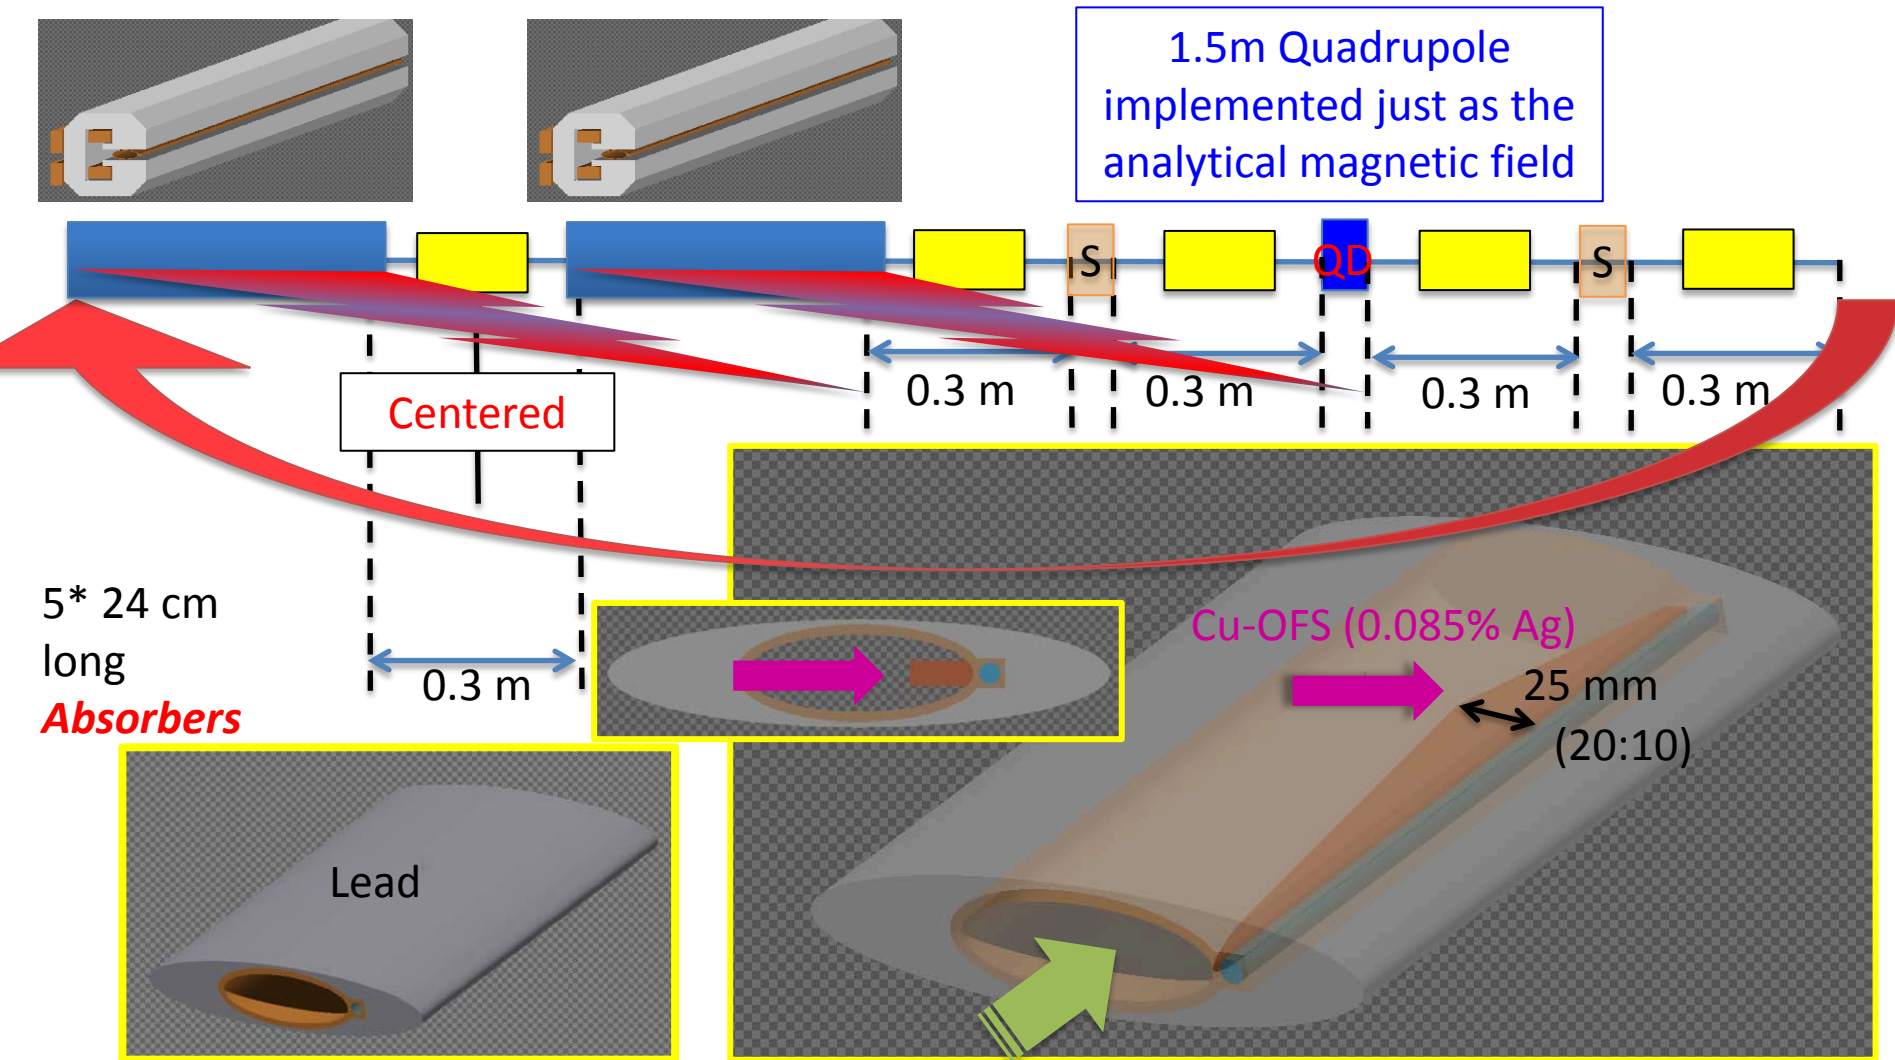 1.5m Quadrupole
implemented just as the
analytical magnetic field
S
QD
S
0.3 m
0.3 m
0.3 m
0.3 m
Centered
5* 24 cm
long
Absorbers
0.3 m
Cu-OFS (0.085% Ag)
25 mm
(20:10)
Lead